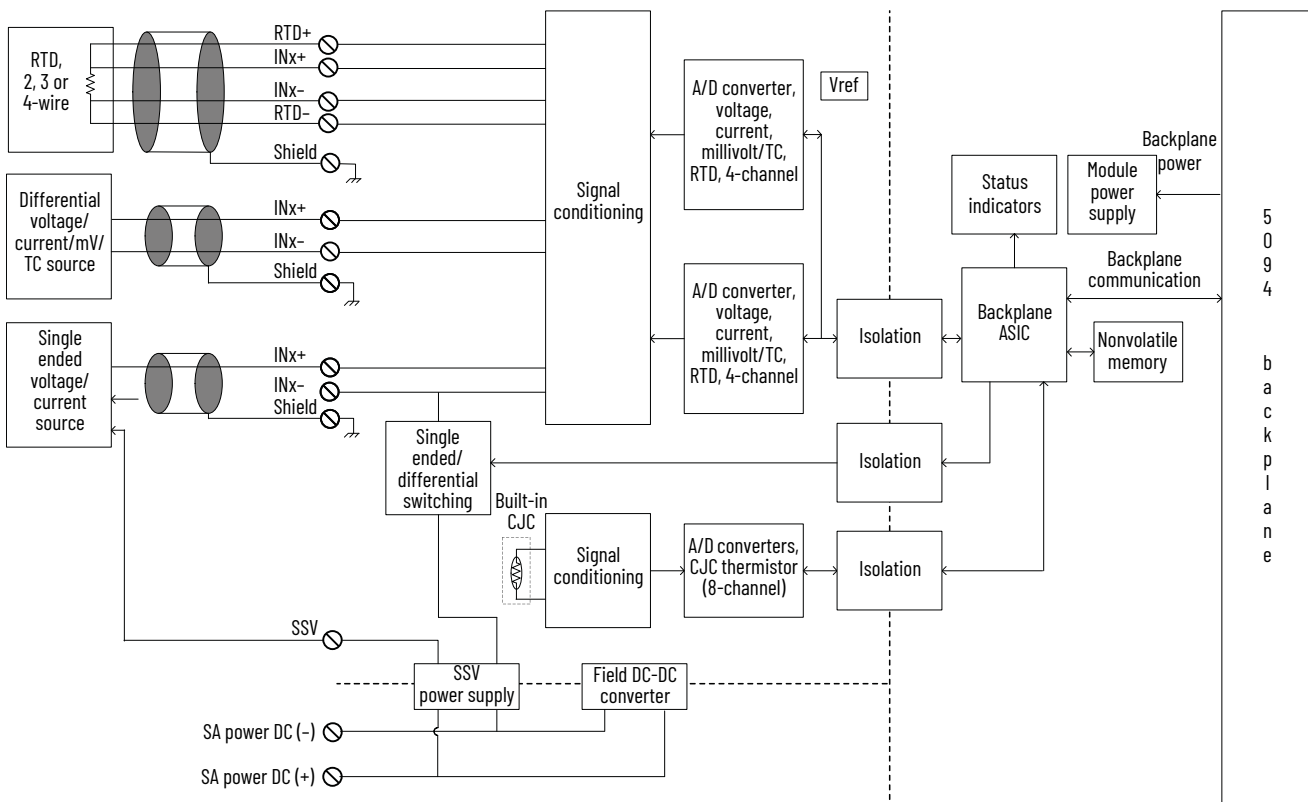 RTD,
2, 3 or
4-wire
RTD+
INx+
INx–
RTD–
Shield
Differential
voltage/
current/mV/
TC source
INx+
INx–
Shield
Single
ended
voltage/
current
source
INx+
INx–
Shield
Signal
conditioning
A/D converter,
voltage,
current,
millivolt/TC,
RTD, 4-channel
Vref
A/D converter,
voltage,
current,
millivolt/TC,
RTD, 4-channel
Isolation
Status
indicators
Module
power
supply
Backplane
power
Backplane
communication
Backplane
ASIC
Nonvolatile
memory
Single
ended/
differential
switching
Isolation
Built-in
CJC
Signal
conditioning
A/D converters,
CJC thermistor
(8-channel)
Isolation
SSV
SSV
power supply
Field DC-DC
converter
SA power DC (–)
SA power DC (+)
5
0
9
4
b
a
c
k
p
l
a
n
e